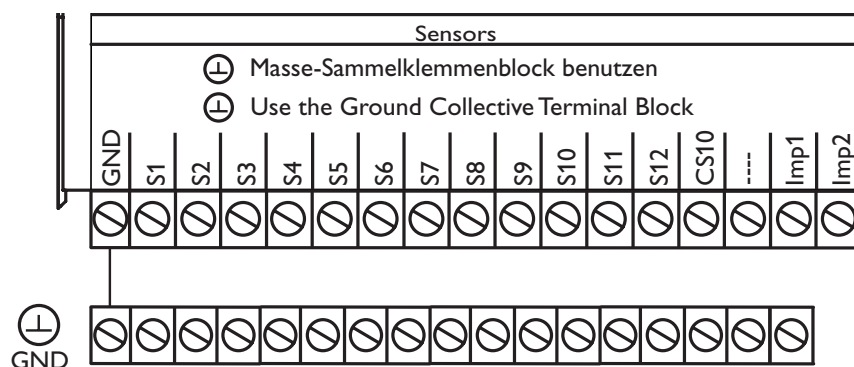 Sensors
Masse-Sammelklemmenblock benutzen
Use the Ground Collective Terminal Block
GND S1 S2 S3 S4 S5 S6 S7 S8 S9 S10 S11 S12 CS10 ---- Imp1 Imp2
GND